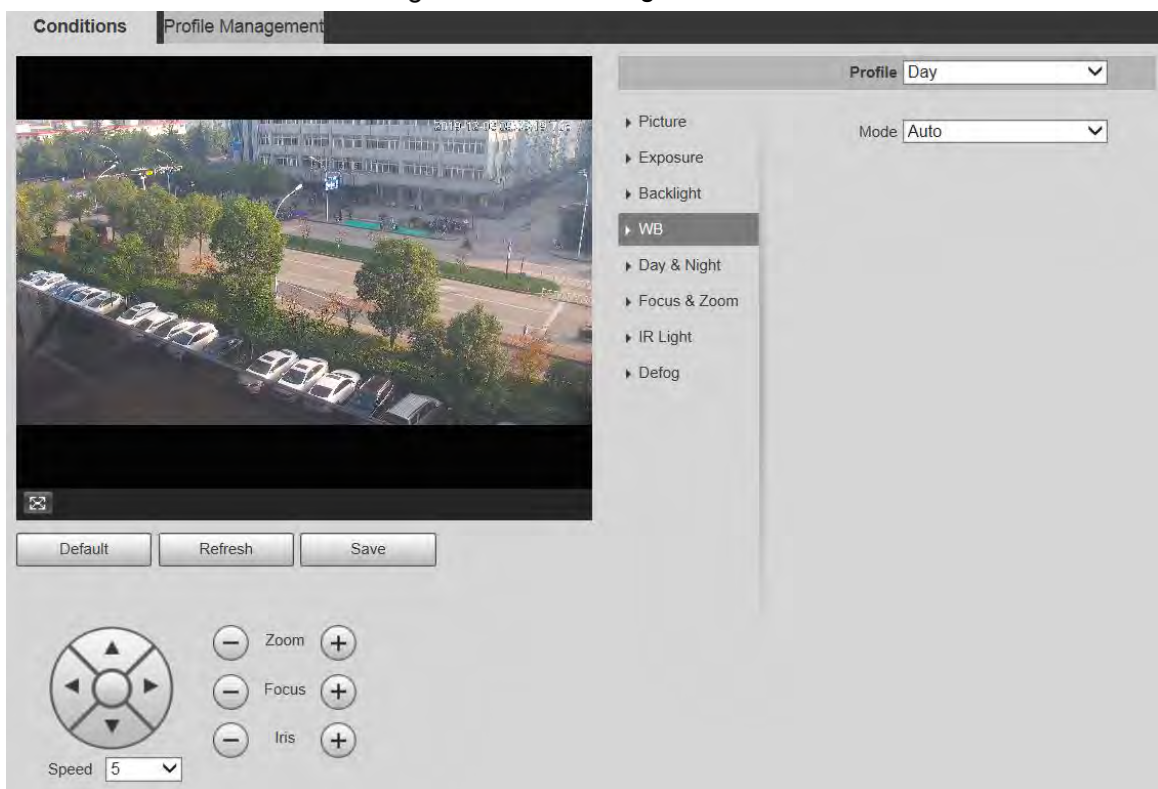 Conditions
Profile Management
Profile Day
Picture
Mode Auto
Exposure
Backlight
WB
Day & Night
Focus & Zoom
IR Light
Defog
Default
Refresh
Save
Zoom
Focus
Iris
Speed 5